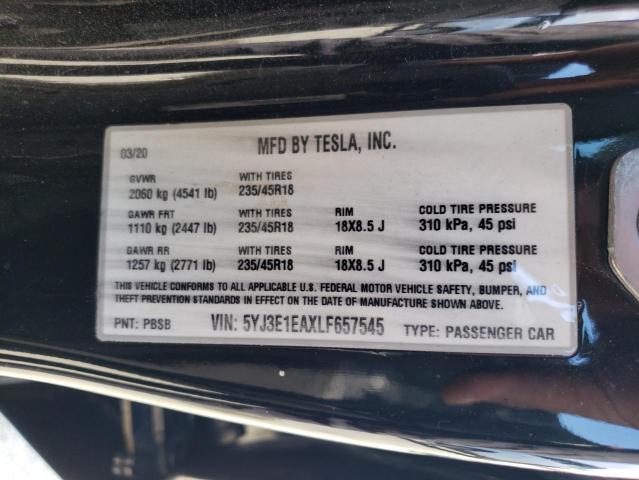 03/20 MFD BY TESLA, INC.
GVWR WITH TIRES
2060 kg (4541 lb) 235/45R18
GAWR FRT WITH TIRES RIM COLD TIRE PRESSURE
1110 kg (2447 lb) 235/45R18 18X8.5 J 310 kPa, 45 psi
GAWR RR WITH TIRES RIM COLD TIRE PRESSURE
1257 kg (2771 lb) 235/45R18 18X8.5 J 310 kPa, 45 psi
THIS VEHICLE CONFORMS TO ALL APPLICABLE U.S. FEDERAL MOTOR VEHICLE SAFETY, BUMPER, AND
THEFT PREVENTION STANDARDS IN EFFECT ON THE DATE OF MANUFACTURE SHOWN ABOVE.
PNT: PBSB VIN: 5YJ3E1EAXLF657545 TYPE: PASSENGER CAR